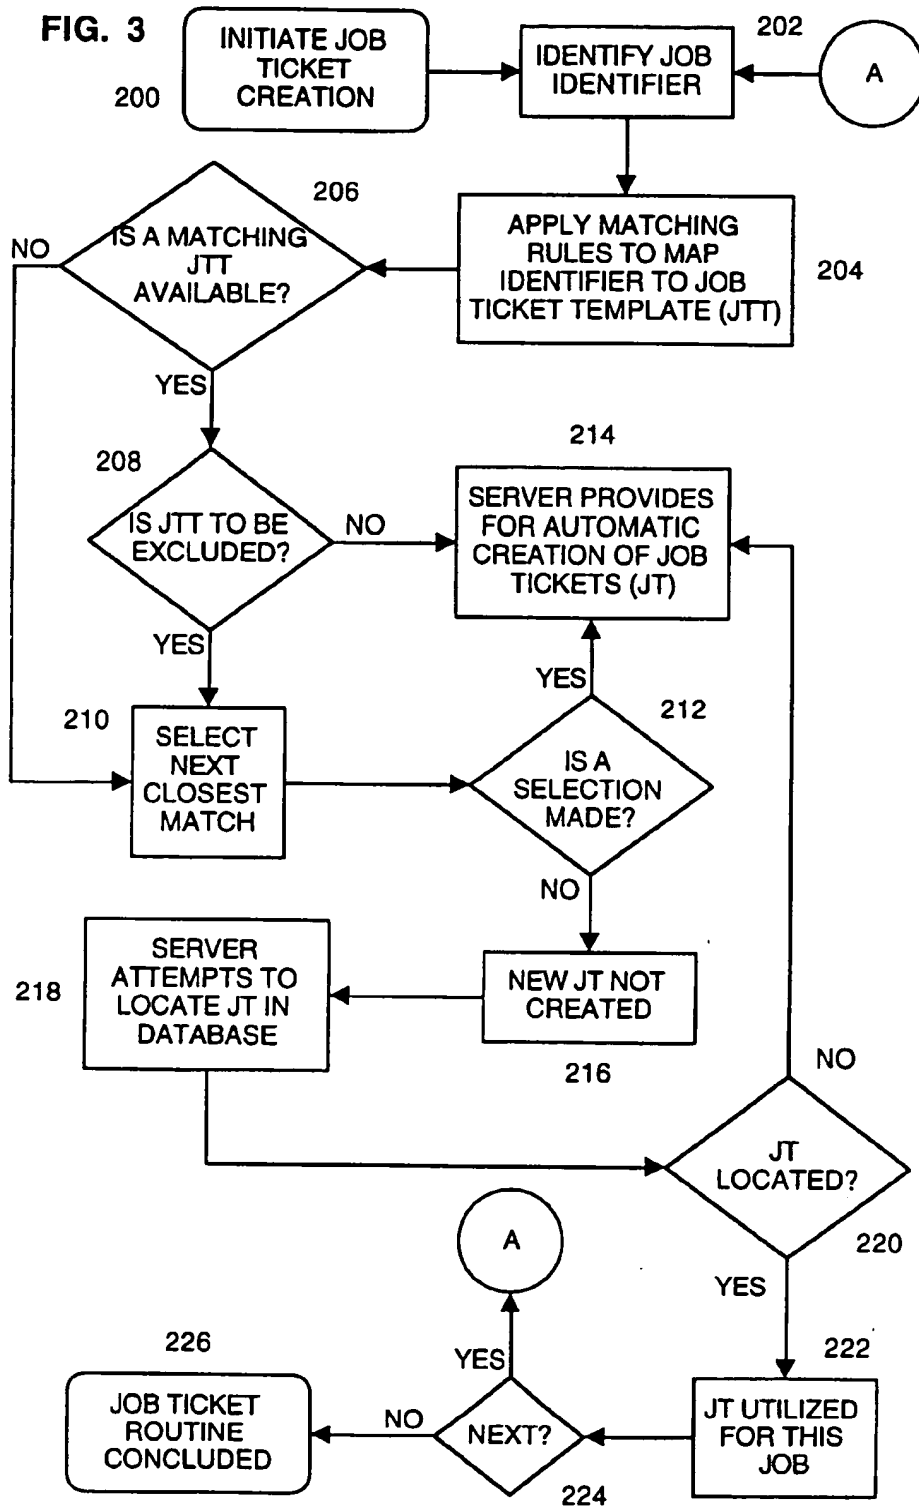 FIG. 3
INITIATE JOB
TICKET
CREATION
200
IDENTIFY JOB
IDENTIFIER
202
A
APPLY MATCHING
RULES TO MAP
IDENTIFIER TO JOB
TICKET TEMPLATE (JTT)
204
206
IS A MATCHING
JTT
AVAILABLE?
NO
YES
208
IS JTT TO BE
EXCLUDED?
NO
YES
214
SERVER PROVIDES
FOR AUTOMATIC
CREATION OF JOB
TICKETS (JT)
210
SELECT
NEXT
CLOSEST
MATCH
YES
212
IS A
SELECTION
MADE?
NO
NEW JT NOT
CREATED
216
218
SERVER
ATTEMPTS TO
LOCATE JT IN
DATABASE
NO
JT
LOCATED?
220
YES
222
JT UTILIZED
FOR THIS
JOB
A
YES
NEXT?
224
NO
226
JOB TICKET
ROUTINE
CONCLUDED